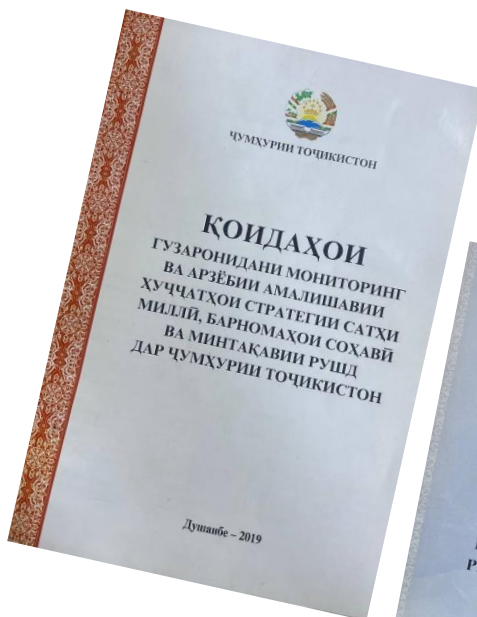 ҶУМҲУРИИ ТОҶИКИСТОН
ҚОИДАҲОИ
ГУЗАРОНИДАНИ МОНИТОРИНГ
ВА АРЗЁБИИ АМАЛИШАВИИ
ҲУҶҶАТҲОИ СТРАТЕГИИ САТҲИ
МИЛЛӢ, БАРНОМАҲОИ СОҲАВӢ
ВА МИНТАҚАВИИ РУШД
ДАР ҶУМҲУРИИ ТОҶИКИСТОН
Душанбе – 2019